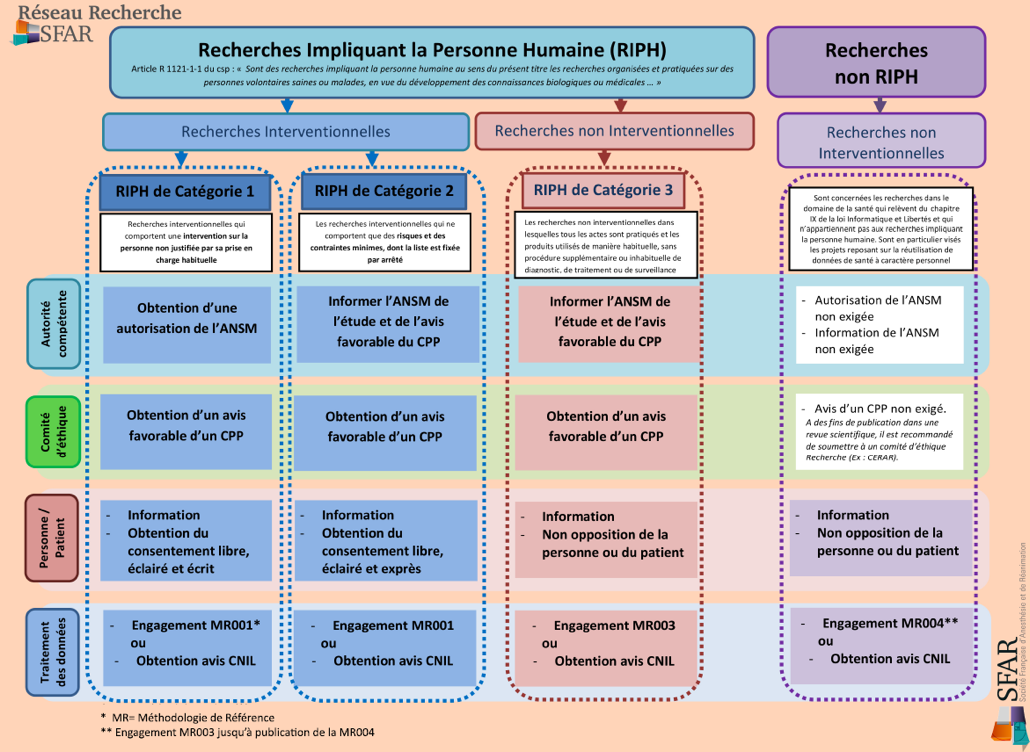 Réseau Recherche
SFAR
Recherches Impliquant la Personne Humaine (RIPH)
Article R 1121-1-1 du csp : « Sont des recherches impliquant la personne humaine au sens du présent titre les recherches organisées et pratiquées sur des
personnes volontaires saines ou malades, en vue du développement des connaissances biologiques ou médicales ... »
Recherches
non RIPH
Recherches Interventionnelles
Recherches non Interventionnelles
Recherches non
Interventionnelles
RIPH de Catégorie 1
Recherches interventionnelles qui
comportent une intervention sur la
personne non justifiée par sa prise en
charge habituelle
RIPH de Catégorie 2
Les recherches interventionnelles qui ne
comportent que des risques et des
contraintes minimes, dont la liste est fixée
par arrêté
RIPH de Catégorie 3
Les recherches non interventionnelles dans
lesquelles tous les actes sont pratiqués et les
produits utilisés de manière habituelle, sans
procédure supplémentaire ou inhabituelle de
diagnostic, de traitement ou de surveillance
Sont concernées les recherches dans le
domaine de la santé qui relèvent du chapitre
IX de la loi Informatique et Libertés et qui
n'appartiennent pas aux recherches impliquant
la personne humaine. Sont en particulier visés
les projets reposant sur la réutilisation de
données de santé à caractère personnel
Autorité
compétente
Obtention d'une
autorisation de l'ANSM
Informer l'ANSM de
l'étude et de l'avis
favorable du CPP
Informer l'ANSM de
l'étude et de l'avis
favorable du CPP
- Autorisation de l'ANSM
non exigée
- Information de l'ANSM
non exigée
Comité
d'éthique
Obtention d'un avis
favorable d'un CPP
Obtention d'un avis
favorable d'un CPP
Obtention d'un avis
favorable d'un CPP
- Avis d'un CPP non exigé.
A des fins de publication dans une
revue scientifique, il est recommandé
de soumettre à un comité d'éthique
Recherche (Ex : CERAR).
Personne /
Patient
- Information
- Obtention du
consentement libre,
éclairé et écrit
- Information
- Obtention du
consentement libre,
éclairé et exprès
- Information
- Non opposition de la
personne ou du patient
- Information
- Non opposition de la
personne ou du patient
Traitement
des données
- Engagement MR001*
ou
- Obtention avis CNIL
- Engagement MR001
ou
- Obtention avis CNIL
- Engagement MR003
ou
- Obtention avis CNIL
- Engagement MR004**
ou
- Obtention avis CNIL
* MR= Méthodologie de Référence
** Engagement MR003 jusqu'à publication de la MR004
SFAR
Société Française d'Anesthésie et de Réanimation